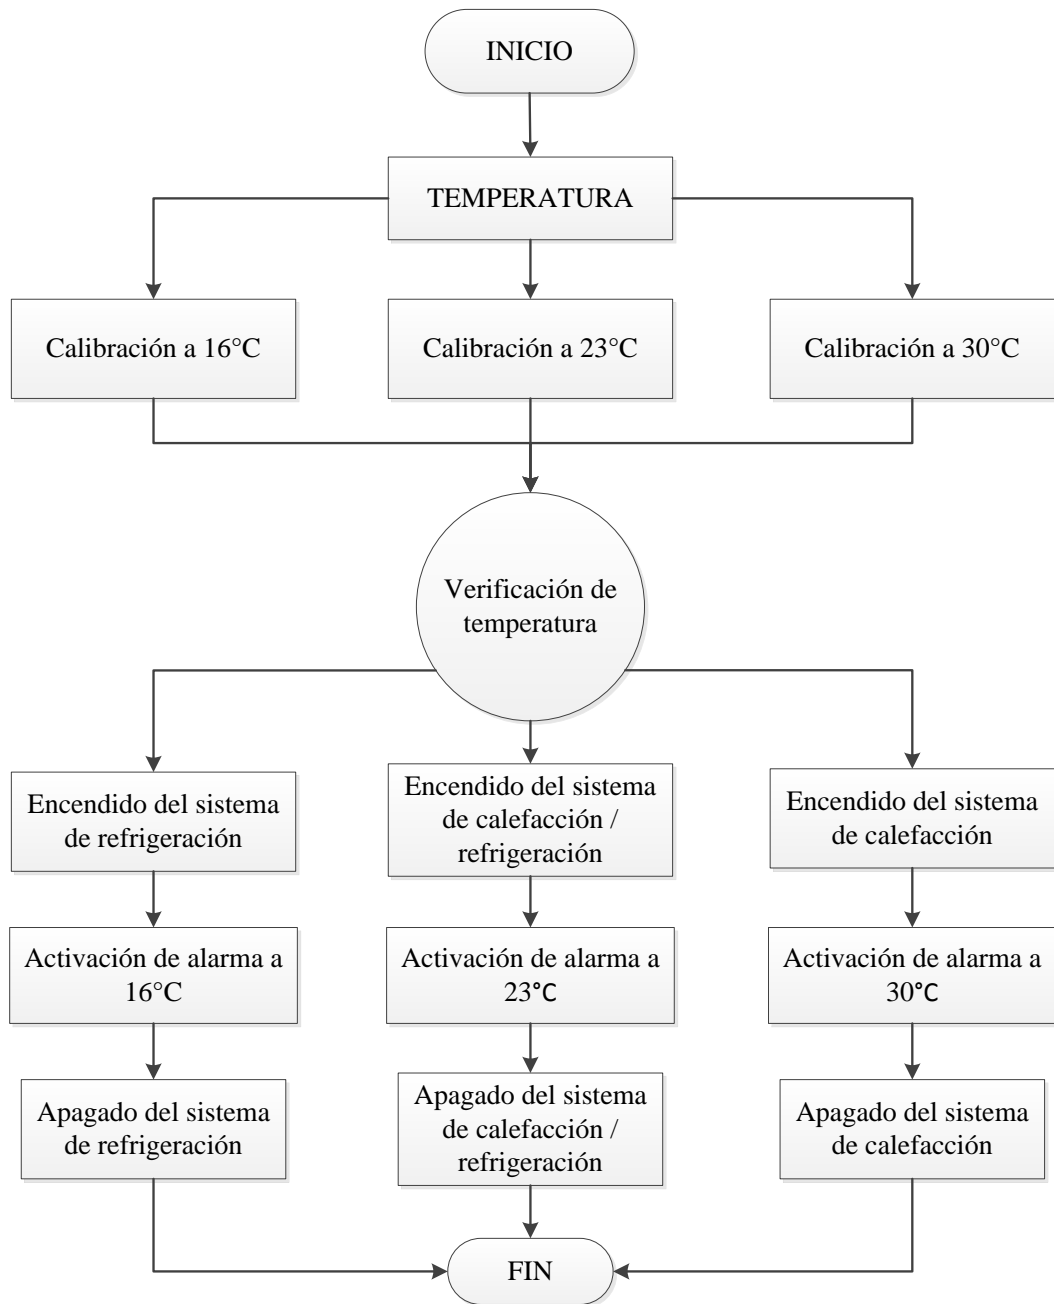 INICIO
TEMPERATURA
Calibración a 16°C
Calibración a 23°C
Calibración a 30°C
Verificación de
temperatura
Encendido del sistema
de refrigeración
Encendido del sistema
de calefacción /
refrigeración
Encendido del sistema
de calefacción
Activación de alarma a
16°C
Activación de alarma a
23°C
Activación de alarma a
30°C
Apagado del sistema
de refrigeración
Apagado del sistema
de calefacción /
refrigeración
Apagado del sistema
de calefacción
FIN